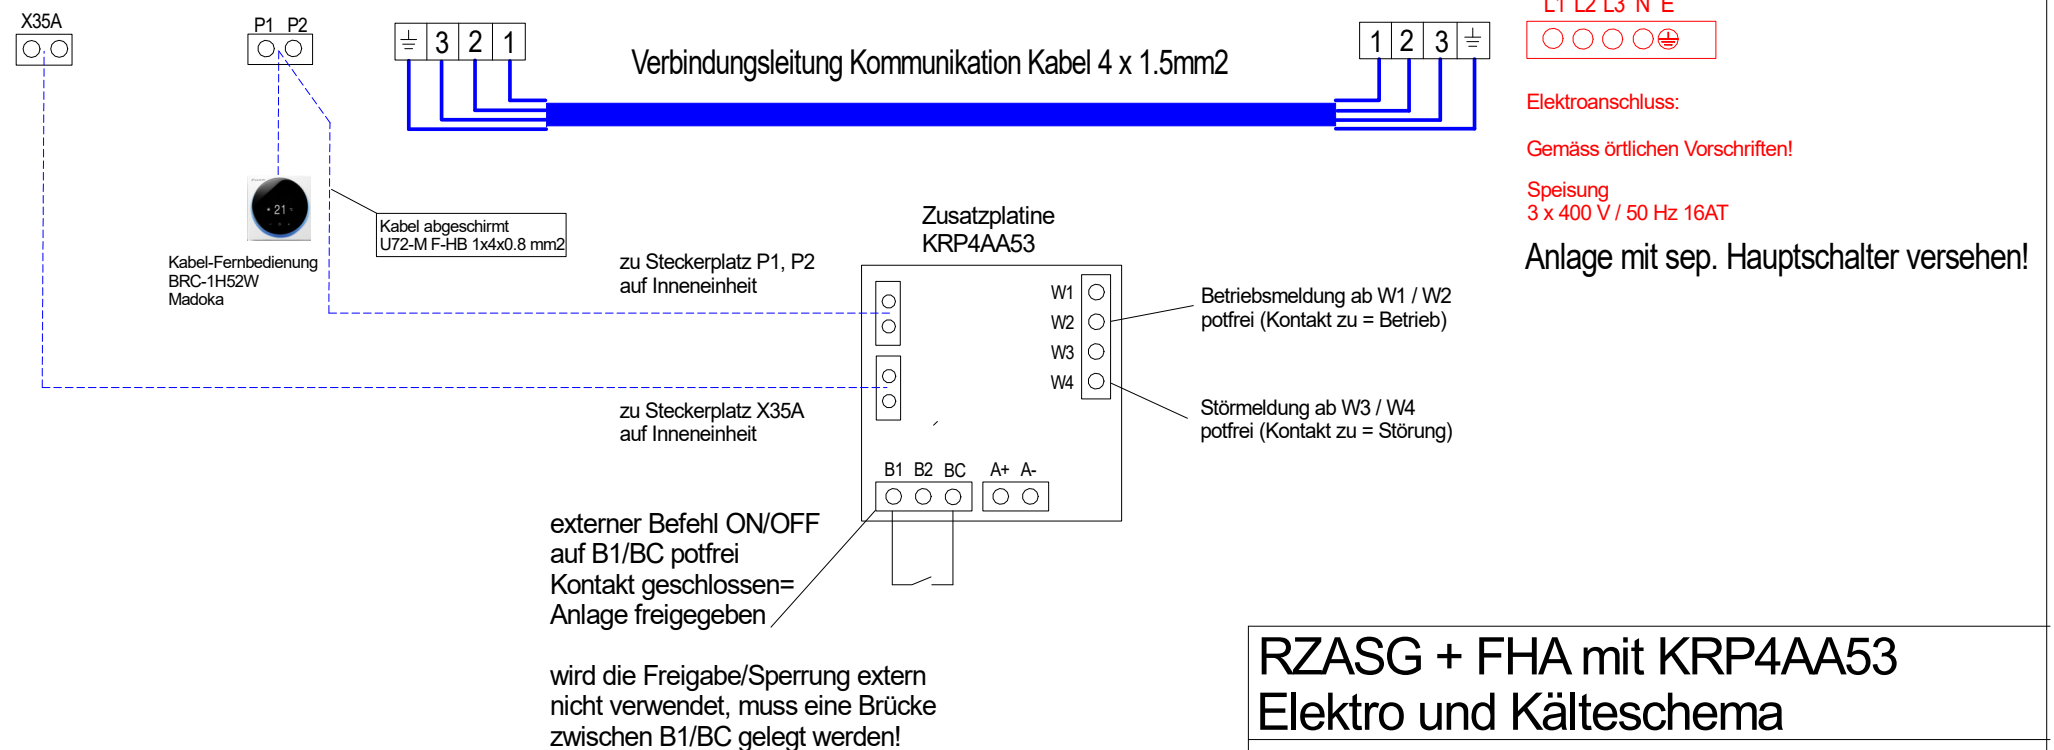 X35A
P1 P2
3 2 1
Verbindungsleitung Kommunikation Kabel 4 x 1.5mm2
1 2 3
L1 L2 L3 N E
Elektroanschluss:
Gemäss örtlichen Vorschriften!
Speisung
3 x 400 V / 50 Hz 16AT
Anlage mit sep. Hauptschalter versehen!
21
Kabel abgeschirmt
U72-M F-HB 1x4x0.8 mm2
Kabel-Fernbedienung
BRC-1H52W
Madoka
zu Steckerplatz P1, P2
auf Inneneinheit
Zusatzplatine
KRP4AA53
W1
W2
W3
W4
Betriebsmeldung ab W1 / W2
potfrei (Kontakt zu = Betrieb)
zu Steckerplatz X35A
auf Inneneinheit
Störmeldung ab W3 / W4
potfrei (Kontakt zu = Störung)
B1 B2 BC A+ A-
externer Befehl ON/OFF
auf B1/BC potfrei
Kontakt geschlossen=
Anlage freigegeben
wird die Freigabe/Sperrung extern
nicht verwendet, muss eine Brücke
zwischen B1/BC gelegt werden!
RZASG + FHA mit KRP4AA53
Elektro und Kälteschema